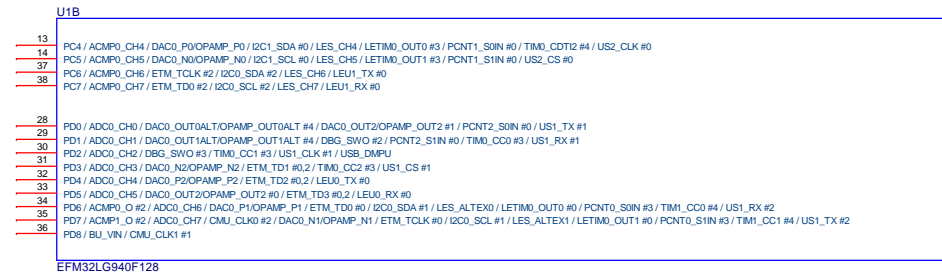 U1B
13 PC4 / ACMP0_CH4 / DAC0_P0/OPAMP_P0 / I2C1_SDA #0 / LES_CH4 / LETIM0_OUT0 #3 / PCNT1_S0IN #0 / TIM0_CDTI2 #4 / US2_CLK #0
14 PC5 / ACMP0_CH5 / DAC0_N0/OPAMP_N0 / I2C1_SCL #0 / LES_CH5 / LETIM0_OUT1 #3 / PCNT1_S1IN #0 / US2_CS #0
37 PC6 / ACMP0_CH6 / ETM_TCLK #2 / I2C0_SDA #2 / LES_CH6 / LEU1_TX #0
38 PC7 / ACMP0_CH7 / ETM_TD0 #2 / I2C0_SCL #2 / LES_CH7 / LEU1_RX #0
28 PD0 / ADC0_CH0 / DAC0_OUT0ALT/OPAMP_OUT0ALT #4 / DAC0_OUT2/OPAMP_OUT2 #1 / PCNT2_S0IN #0 / US1_TX #1
29 PD1 / ADC0_CH1 / DAC0_OUT1ALT/OPAMP_OUT1ALT #4 / DBG_SWO #2 / PCNT2_S1IN #0 / TIM0_CC0 #3 / US1_RX #1
30 PD2 / ADC0_CH2 / DBG_SWO #3 / TIM0_CC1 #3 / US1_CLK #1 / USB_DMPU
31 PD3 / ADC0_CH3 / DAC0_N2/OPAMP_N2 / ETM_TD1 #0,2 / TIM0_CC2 #3 / US1_CS #1
32 PD4 / ADC0_CH4 / DAC0_P2/OPAMP_P2 / ETM_TD2 #0,2 / LEU0_TX #0
33 PD5 / ADC0_CH5 / DAC0_OUT2/OPAMP_OUT2 #0 / ETM_TD3 #0,2 / LEU0_RX #0
34 PD6 / ACMP0_O #2 / ADC0_CH6 / DAC0_P1/OPAMP_P1 / ETM_TD0 #0 / I2C0_SDA #1 / LES_ALTEX0 / LETIM0_OUT0 #0 / PCNT0_S0IN #3 / TIM1_CC0 #4 / US1_RX #2
35 PD7 / ACMP1_O #2 / ADC0_CH7 / CMU_CLK0 #2 / DAC0_N1/OPAMP_N1 / ETM_TCLK #0 / I2C0_SCL #1 / LES_ALTEX1 / LETIM0_OUT1 #0 / PCNT0_S1IN #3 / TIM1_CC1 #4 / US1_TX #2
36 PD8 / BU_VIN / CMU_CLK1 #1
EFM32LG940F128